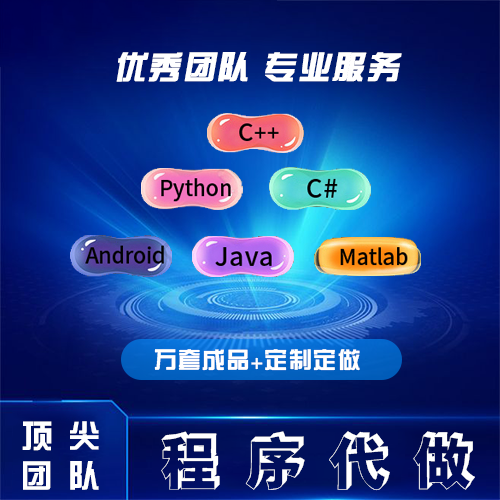 优秀团队 专业服务
C++
Python C#
Android Java Matlab
万套成品+定制定做
顶尖
团队
程序代做